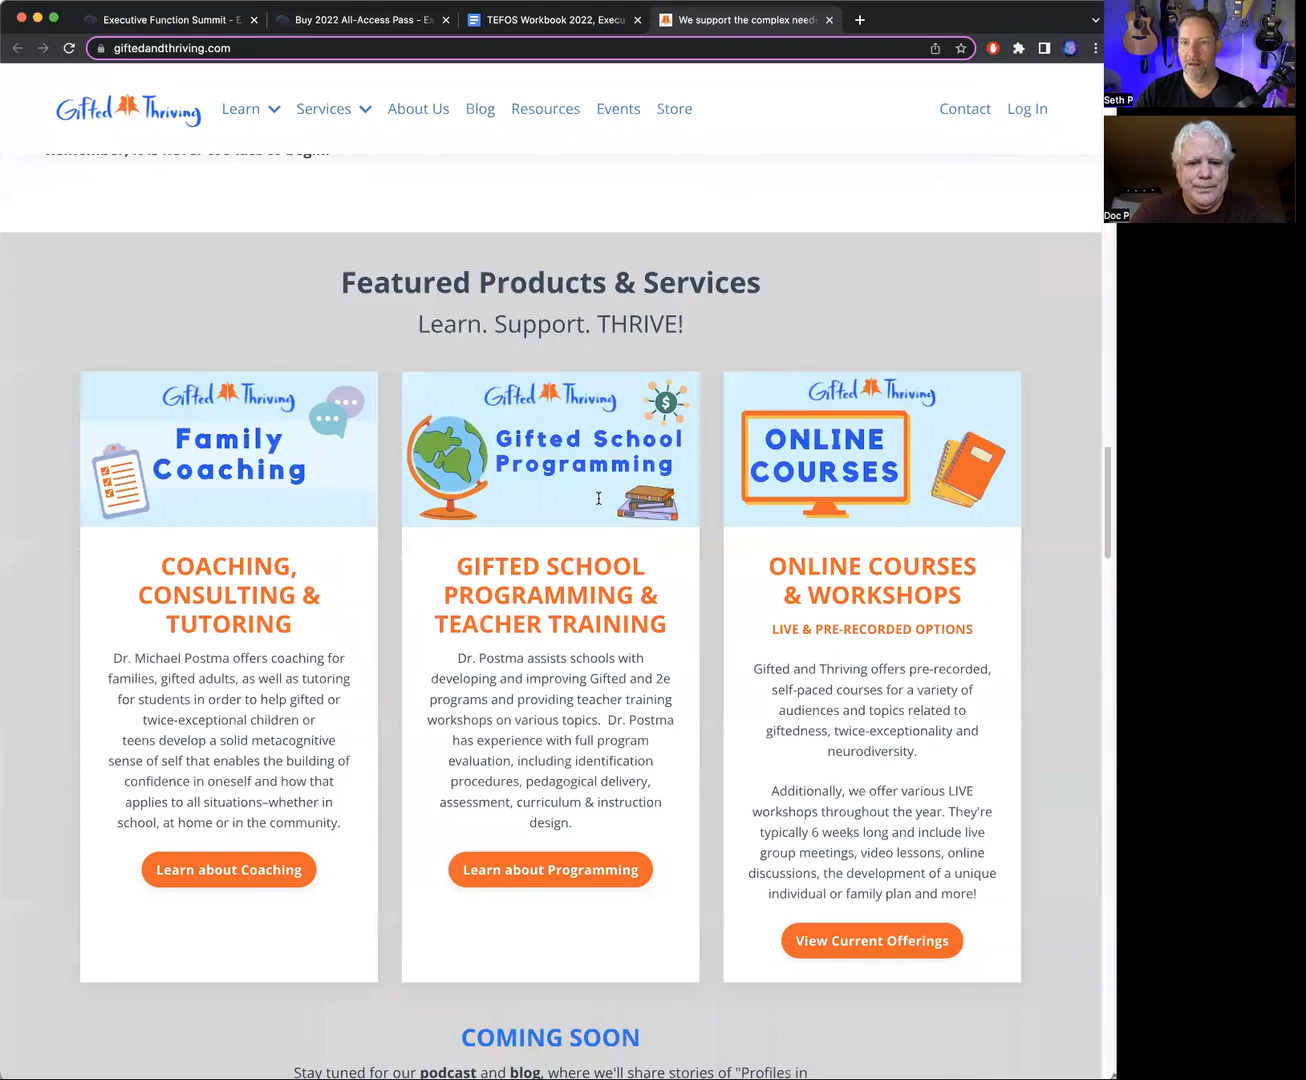 Executive Function Summit - E
Buy 2022 All-Access Pass - Ex
TEFOS Workbook 2022, Execu
We support the complex needs
giftedandthriving.com
Seth P
Gifted Thriving
Learn
Services
About Us
Blog
Resources
Events
Store
Contact
Log In
Doc P
Featured Products & Services
Learn. Support. THRIVE!
Gifted Thriving
Family
Coaching
COACHING,
CONSULTING &
TUTORING
Dr. Michael Postma offers coaching for
families, gifted adults, as well as tutoring
for students in order to help gifted or
twice-exceptional children or
teens develop a solid metacognitive
sense of self that enables the building of
confidence in oneself and how that
applies to all situations–whether in
school, at home or in the community.
Learn about Coaching
Gifted Thriving
$
Gifted School
Programming
GIFTED SCHOOL
PROGRAMMING &
TEACHER TRAINING
Dr. Postma assists schools with
developing and improving Gifted and 2e
programs and providing teacher training
workshops on various topics. Dr. Postma
has experience with full program
evaluation, including identification
procedures, pedagogical delivery,
assessment, curriculum & instruction
design.
Learn about Programming
Gifted Thriving
ONLINE
COURSES
ONLINE COURSES
& WORKSHOPS
LIVE & PRE-RECORDED OPTIONS
Gifted and Thriving offers pre-recorded,
self-paced courses for a variety of
audiences and topics related to
giftedness, twice-exceptionality and
neurodiversity.
Additionally, we offer various LIVE
workshops throughout the year. They're
typically 6 weeks long and include live
group meetings, video lessons, online
discussions, the development of a unique
individual or family plan and more!
View Current Offerings
COMING SOON
Stay tuned for our podcast and blog, where we'll share stories of "Profiles in